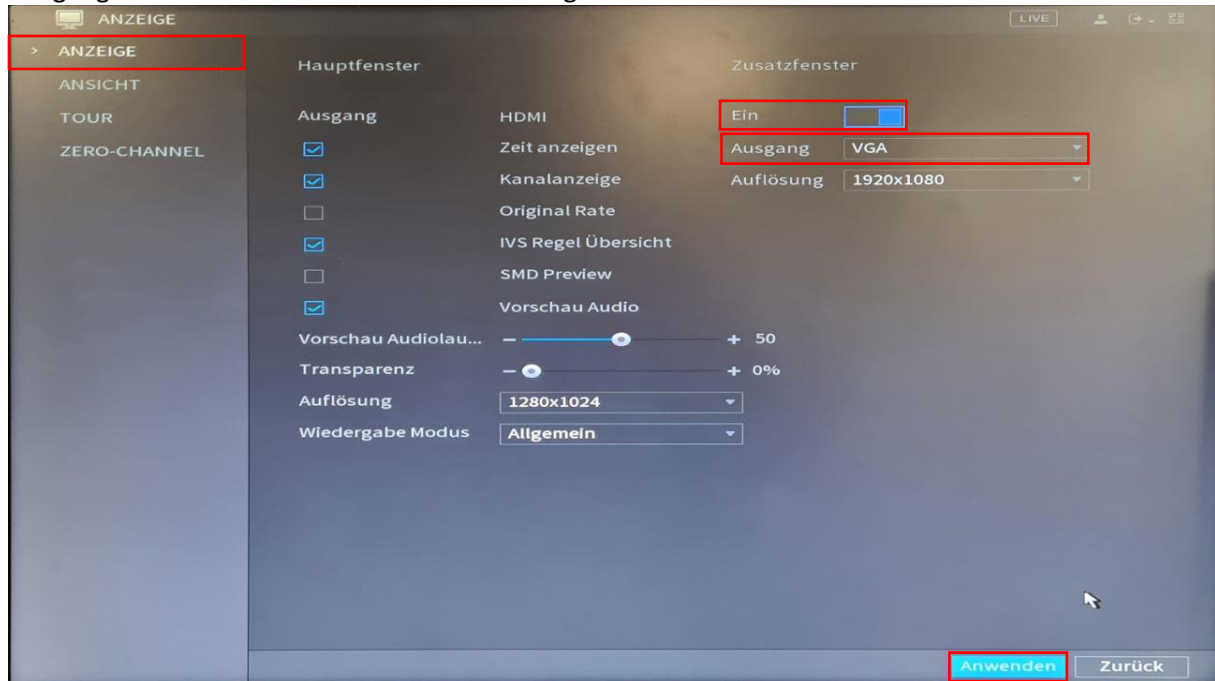 ANZEIGE
LIVE
> ANZEIGE
ANSICHT
TOUR
ZERO-CHANNEL
Hauptfenster
Zusatzfenster
Ausgang HDMI
Zeit anzeigen
Kanalanzeige
Original Rate
IVS Regel Übersicht
SMD Preview
Vorschau Audio
Vorschau Audiolau... - + 50
Transparenz - + 0%
Auflösung 1280x1024
Wiedergabe Modus Allgemein
Ein
Ausgang VGA
Auflösung 1920x1080
Anwenden
Zurück